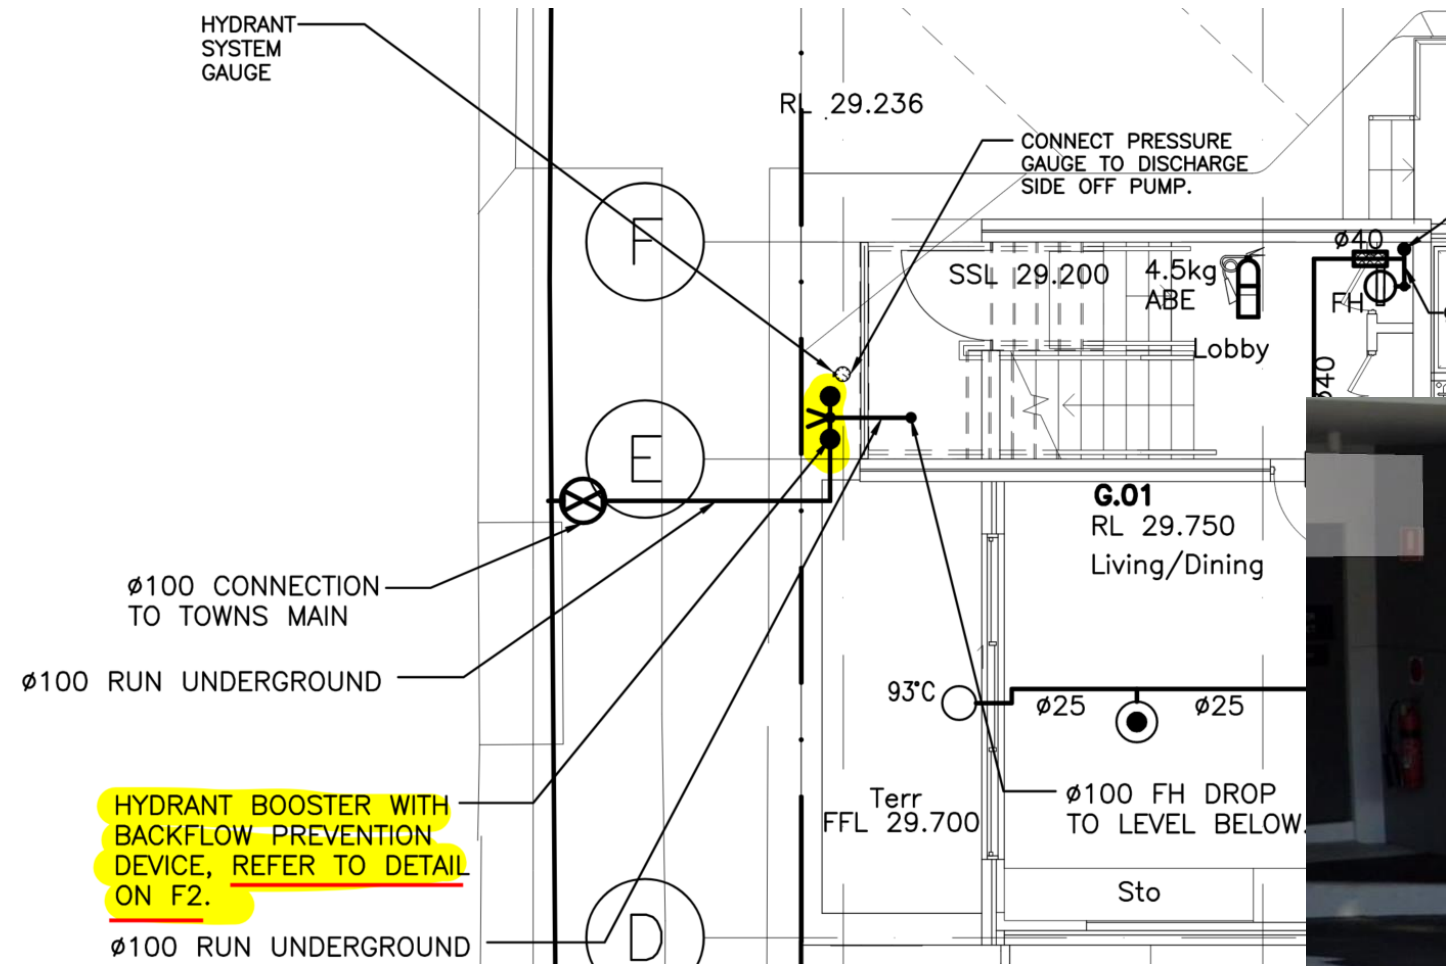 HYDRANT
SYSTEM
GAUGE
RL 29.236
CONNECT PRESSURE
GAUGE TO DISCHARGE
SIDE OFF PUMP.
F
SSL 29.200
4.5kg
ABE
ø40
FH
Lobby
ø40
E
G.01
RL 29.750
Living/Dining
ø100 CONNECTION
TO TOWNS MAIN
ø100 RUN UNDERGROUND
93°C
ø25
ø25
HYDRANT BOOSTER WITH
BACKFLOW PREVENTION
DEVICE, REFER TO DETAIL
ON F2.
Terr
FFL 29.700
ø100 FH DROP
TO LEVEL BELOW.
Sto
ø100 RUN UNDERGROUND
D